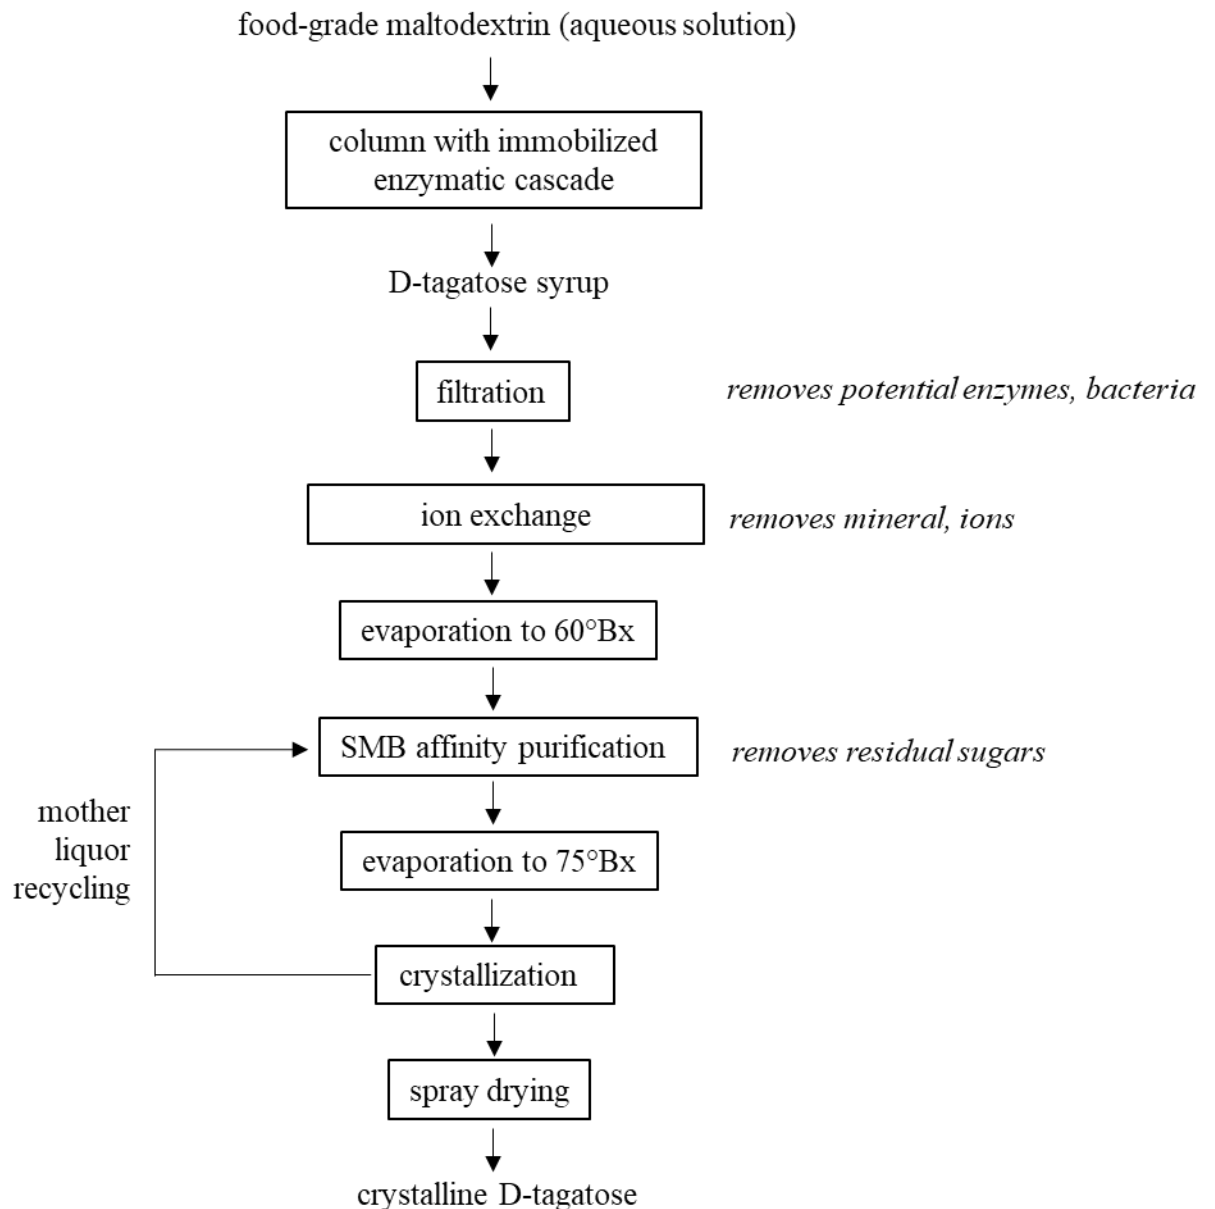 food-grade maltodextrin (aqueous solution)
column with immobilized
enzymatic cascade
D-tagatose syrup
filtration
removes potential enzymes, bacteria
ion exchange
removes mineral, ions
evaporation to 60°Bx
SMB affinity purification
removes residual sugars
mother
liquor
recycling
evaporation to 75°Bx
crystallization
spray drying
crystalline D-tagatose